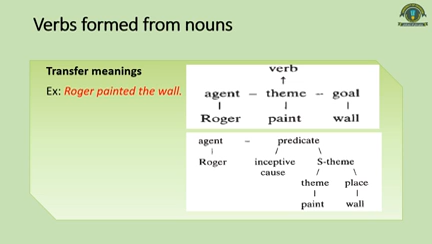 Verbs formed from nouns
Transfer meanings
Ex: Roger painted the wall.
verb
agent – theme – goal
Roger paint wall
agent – predicate
Roger inceptive S-theme
cause
theme place
paint wall